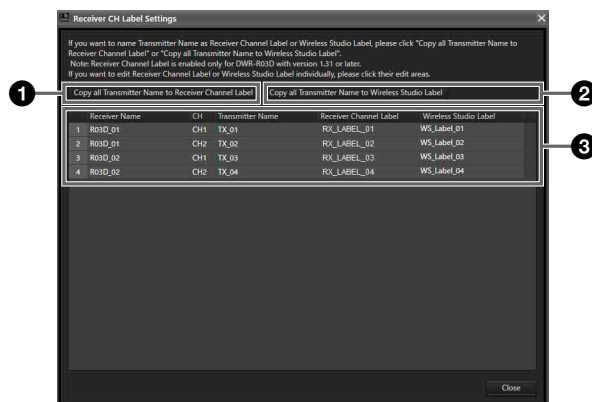 Receiver CH Label Settings
If you want to name Transmitter Name as Receiver Channel Label or Wireless Studio Label, please click "Copy all Transmitter Name to
Receiver Channel Label" or "Copy all Transmitter Name to Wireless Studio Label".
Note: Receiver Channel Label is enabled only for DWR-R03D with version 1.31 or later.
If you want to edit Receiver Channel Label or Wireless Studio Label individually, please click their edit areas.
1 Copy all Transmitter Name to Receiver Channel Label Copy all Transmitter Name to Wireless Studio Label 2
Receiver Name CH Transmitter Name Receiver Channel Label Wireless Studio Label
1 R03D_01 CH1 TX_01 RX_LABEL_01 WS_Label_01
2 R03D_01 CH2 TX_02 RX_LABEL_02 WS_Label_02
3 R03D_02 CH1 TX_03 RX_LABEL_03 WS_Label_03
4 R03D_02 CH2 TX_04 RX_LABEL_04 WS_Label_04
3
Close